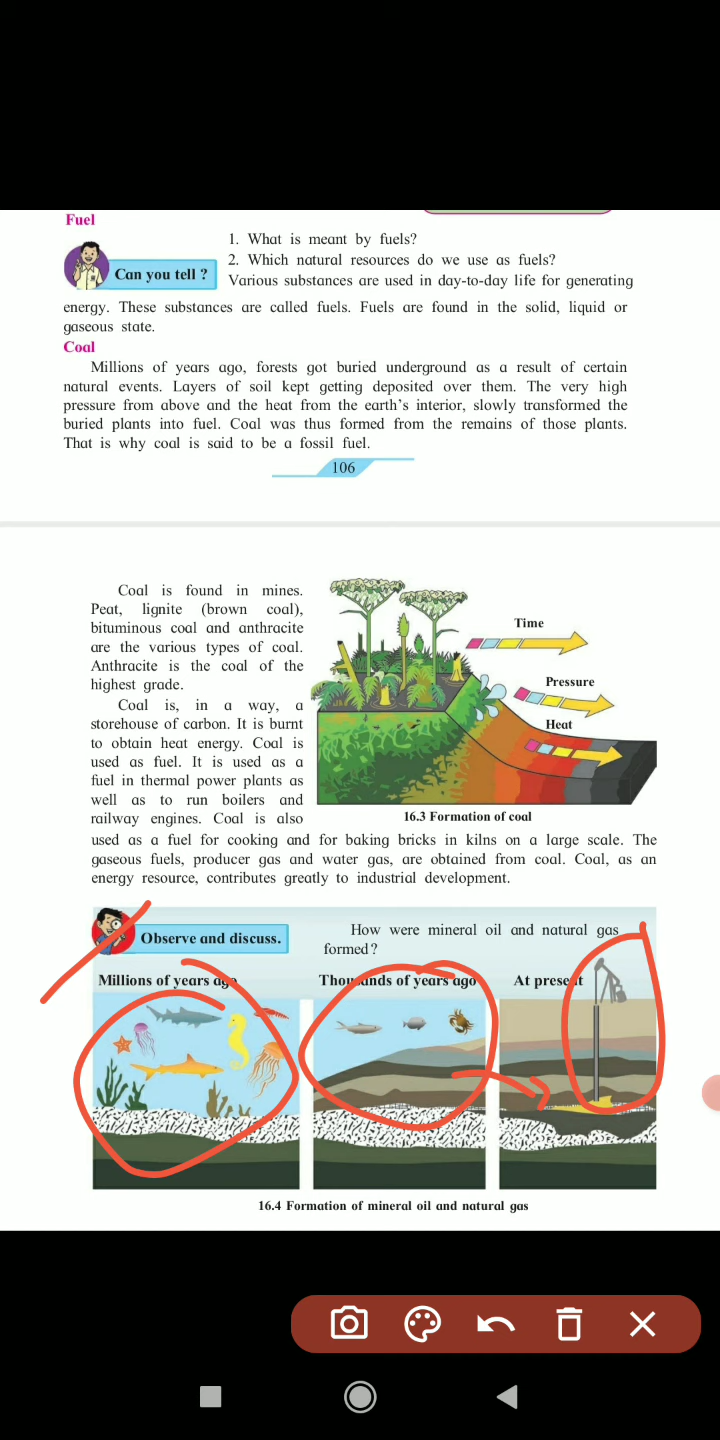 Fuel
1. What is meant by fuels?
2. Which natural resources do we use as fuels?
Can you tell ?
Various substances are used in day-to-day life for generating
energy. These substances are called fuels. Fuels are found in the solid, liquid or
gaseous state.
Coal
Millions of years ago, forests got buried underground as a result of certain
natural events. Layers of soil kept getting deposited over them. The very high
pressure from above and the heat from the earth's interior, slowly transformed the
buried plants into fuel. Coal was thus formed from the remains of those plants.
That is why coal is said to be a fossil fuel.
106
Coal is found in mines.
Peat, lignite (brown coal),
bituminous coal and anthracite
are the various types of coal.
Anthracite is the coal of the
highest grade.
Coal is, in a way, a
storehouse of carbon. It is burnt
to obtain heat energy. Coal is
used as fuel. It is used as a
fuel in thermal power plants as
well as to run boilers and
railway engines. Coal is also
Time
Pressure
Heat
16.3 Formation of coal
used as a fuel for cooking and for baking bricks in kilns on a large scale. The
gaseous fuels, producer gas and water gas, are obtained from coal. Coal, as an
energy resource, contributes greatly to industrial development.
Observe and discuss.
How were mineral oil and natural gas
formed?
Millions of years ago
Thousands of years ago
At present
16.4 Formation of mineral oil and natural gas